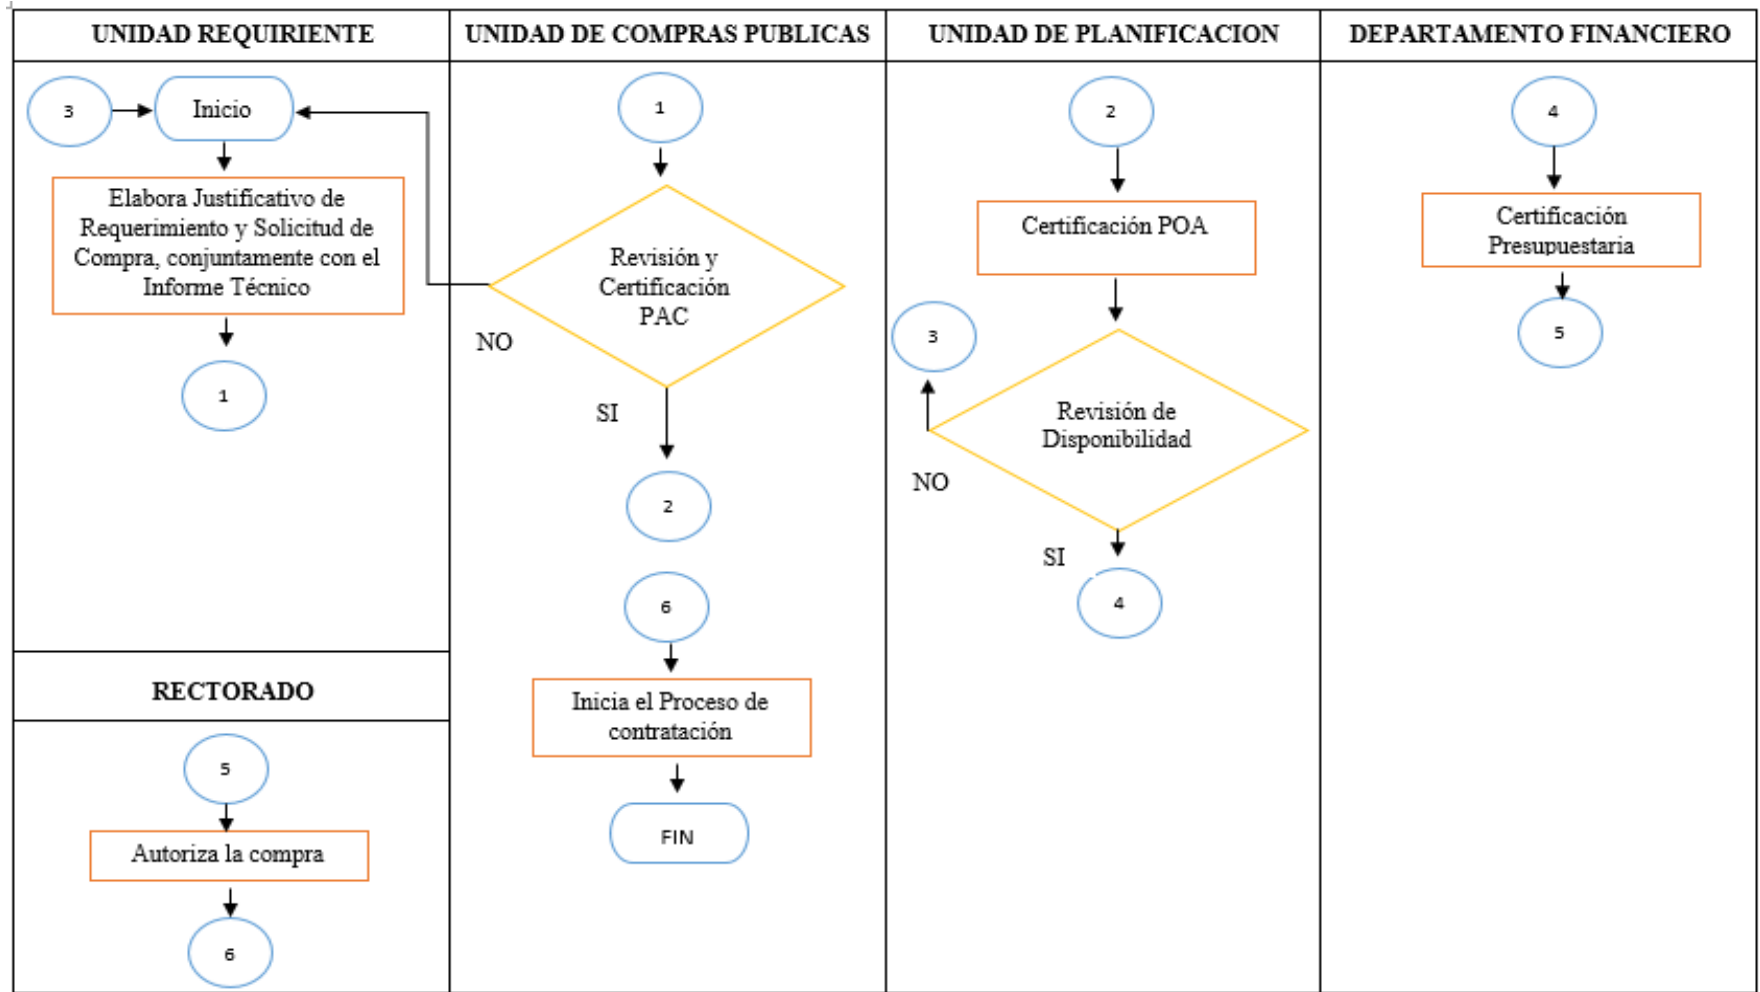 UNIDAD REQUIRIENTE
3
Inicio
Elabora Justificativo de
Requerimiento y Solicitud de
Compra, conjuntamente con el
Informe Técnico
1
RECTORADO
5
Autoriza la compra
6
UNIDAD DE COMPRAS PUBLICAS
1
Revisión y
Certificación
PAC
NO
SI
2
6
Inicia el Proceso de
contratación
FIN
UNIDAD DE PLANIFICACION
2
Certificación POA
3
Revisión de
Disponibilidad
NO
SI
4
DEPARTAMENTO FINANCIERO
4
Certificación
Presupuestaria
5